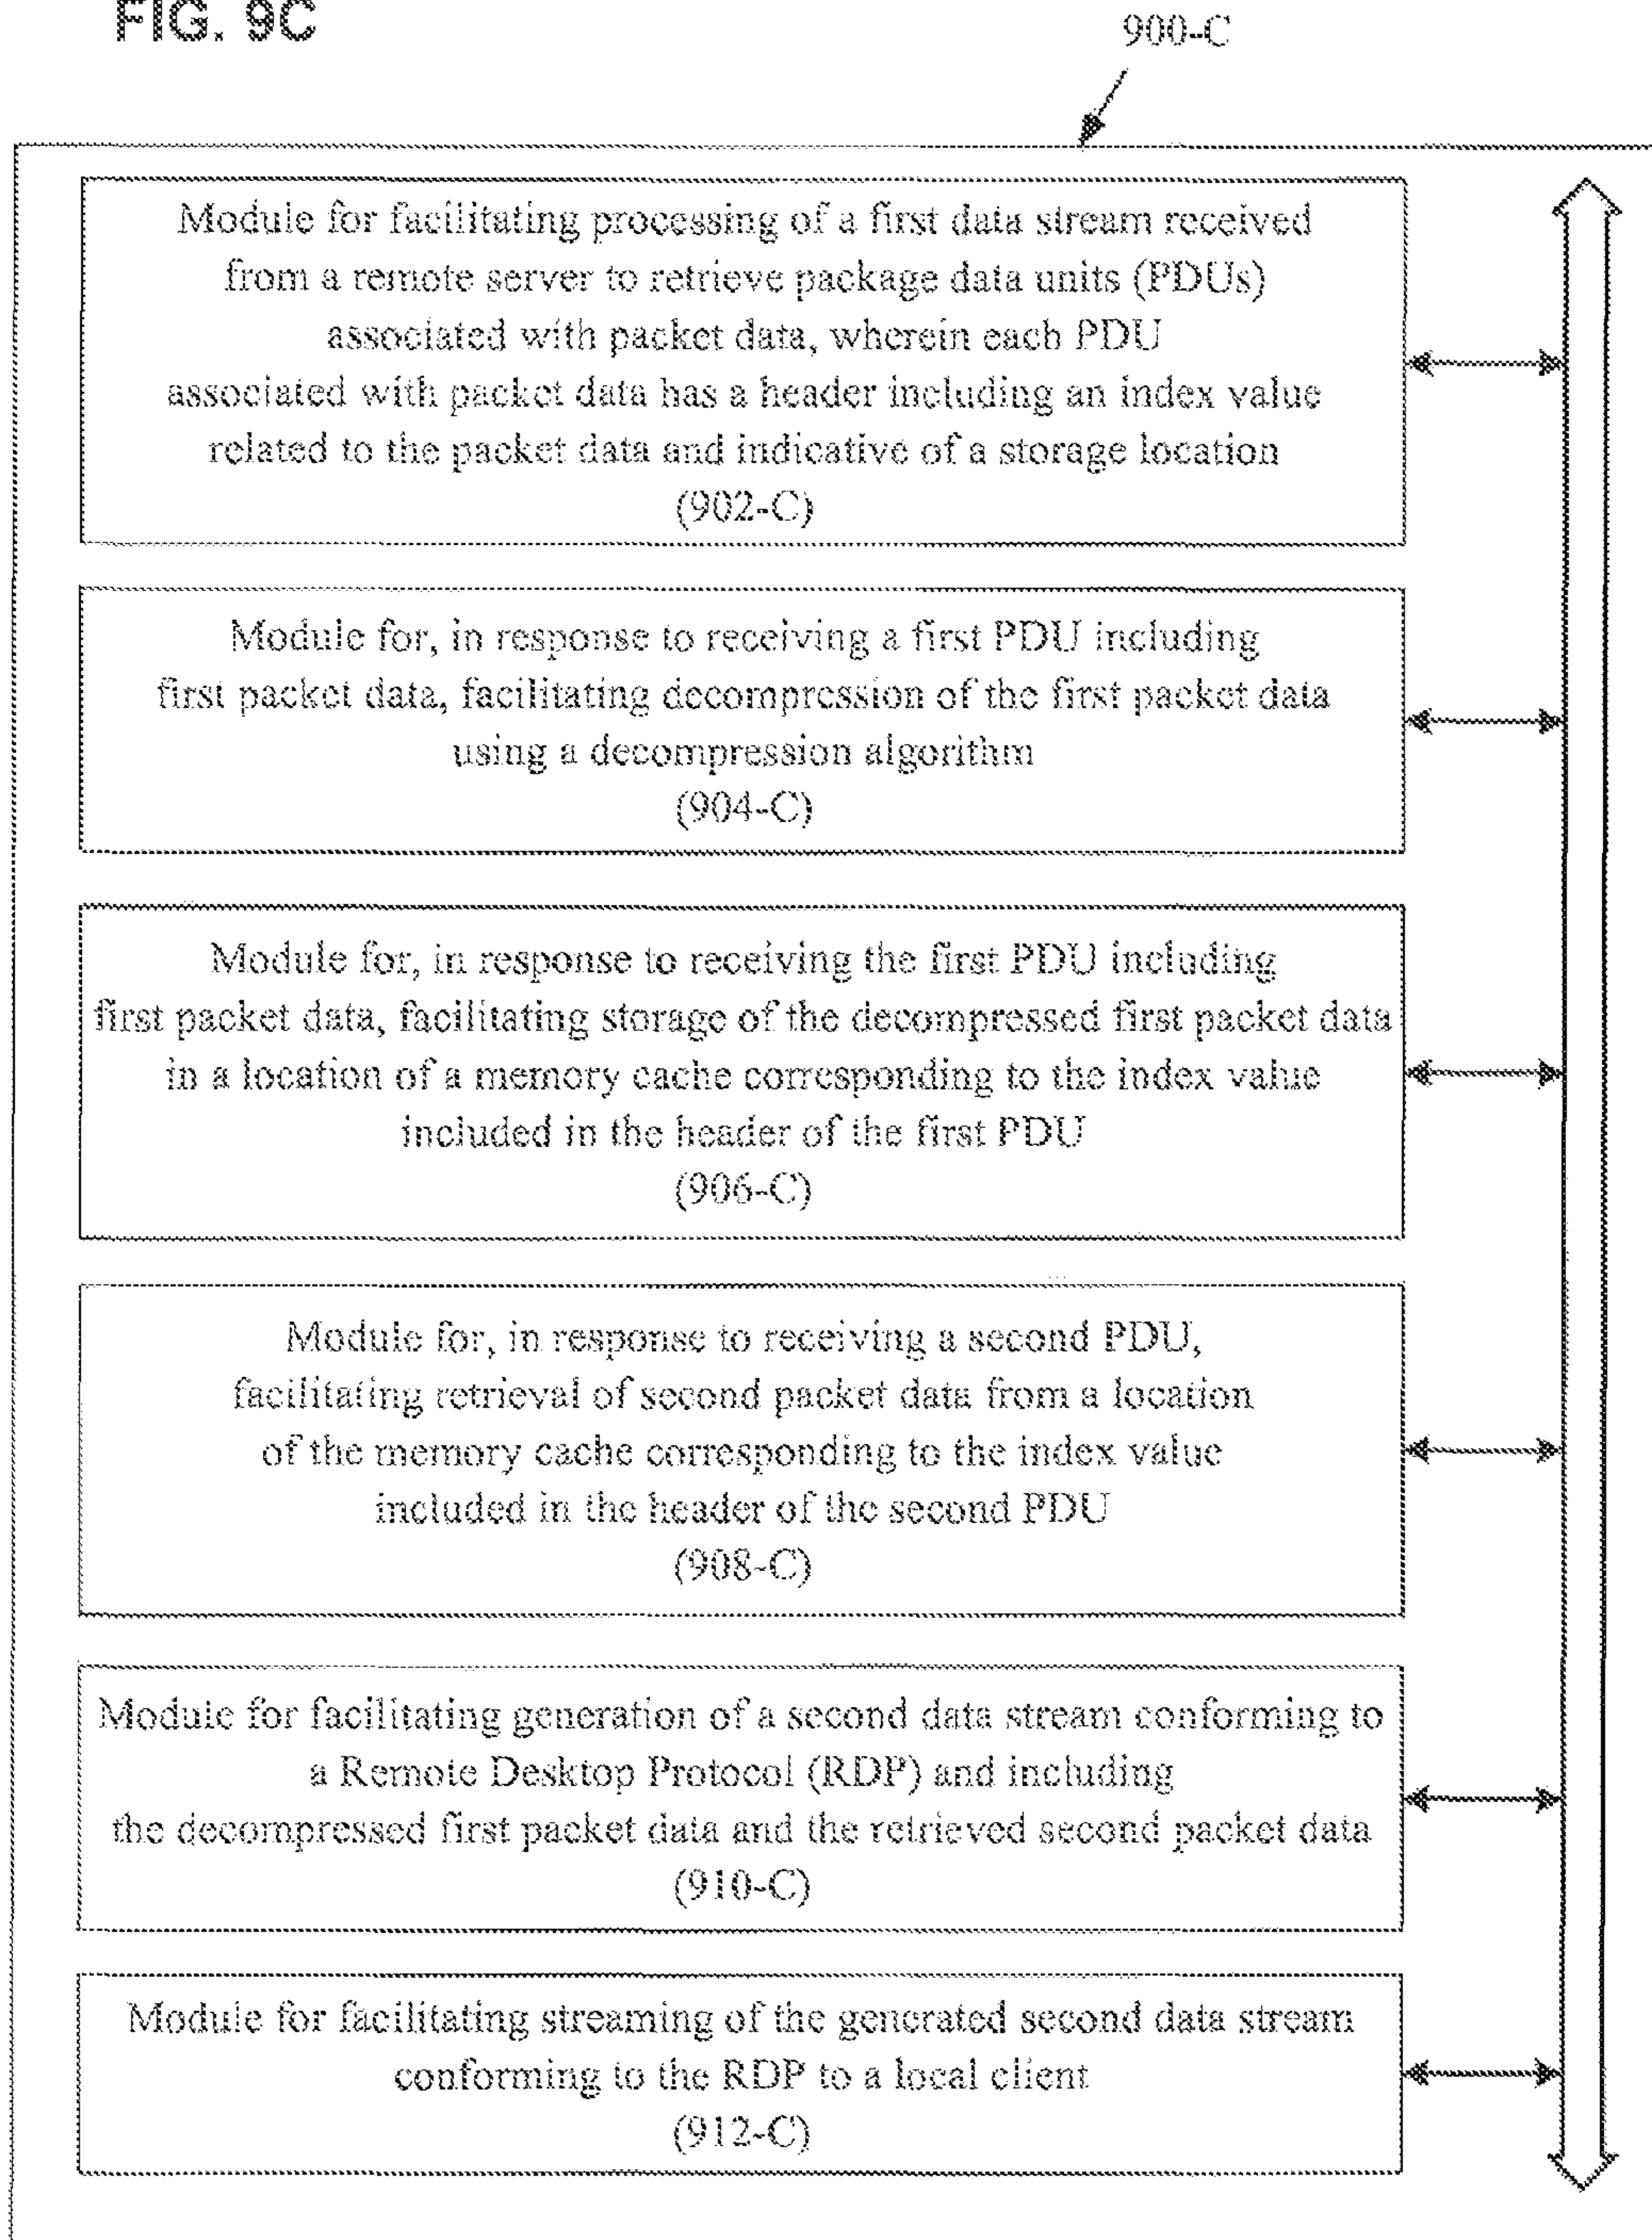 FIG. 9C
900-C
Module for facilitating processing of a first data stream received
from a remote server to retrieve package data units (PDUs)
associated with packet data, wherein each PDU
associated with packet data has a header including an index value
related to the packet data and indicative of a storage location
(902-C)
Module for, in response to receiving a first PDU including
first packet data, facilitating decompression of the first packet data
using a decompression algorithm
(904-C)
Module for, in response to receiving the first PDU including
first packet data, facilitating storage of the decompressed first packet data
in a location of a memory cache corresponding to the index value
included in the header of the first PDU
(906-C)
Module for, in response to receiving a second PDU,
facilitating retrieval of second packet data from a location
of the memory cache corresponding to the index value
included in the header of the second PDU
(908-C)
Module for facilitating generation of a second data stream conforming to
a Remote Desktop Protocol (RDP) and including
the decompressed first packet data and the retrieved second packet data
(910-C)
Module for facilitating streaming of the generated second data stream
conforming to the RDP to a local client
(912-C)